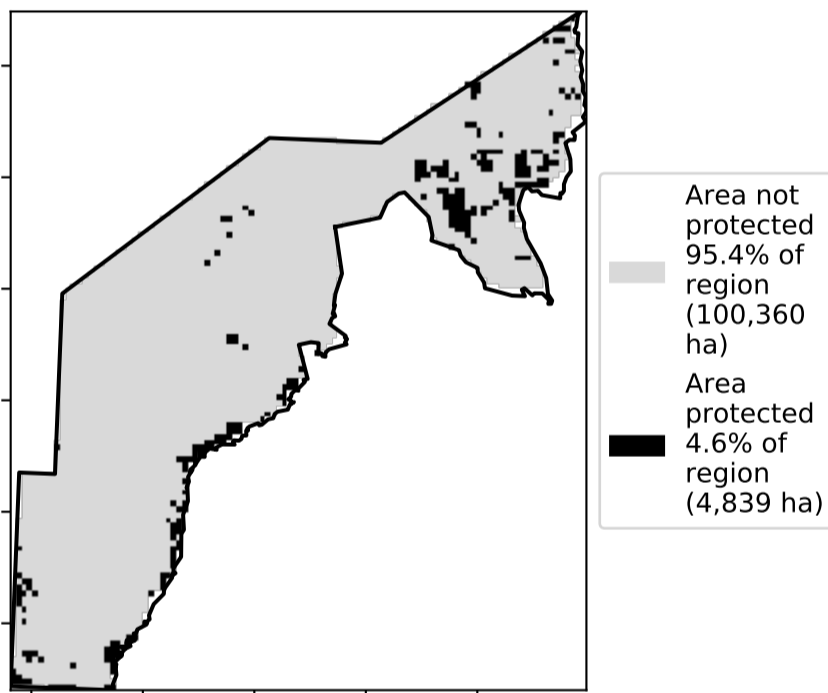 Area not
protected
95.4% of
region
(100,360
ha)
Area
protected
4.6% of
region
(4,839 ha)